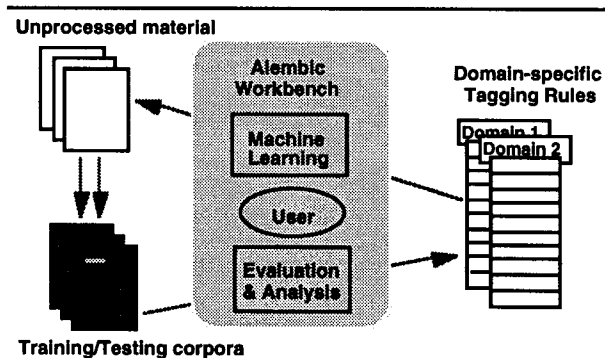 Unprocessed material
Alembic
Workbench
Domain-specific
Tagging Rules
Machine
Learning
Domain 1
Domain 2
User
Evaluation
& Analysis
Training/Testing corpora